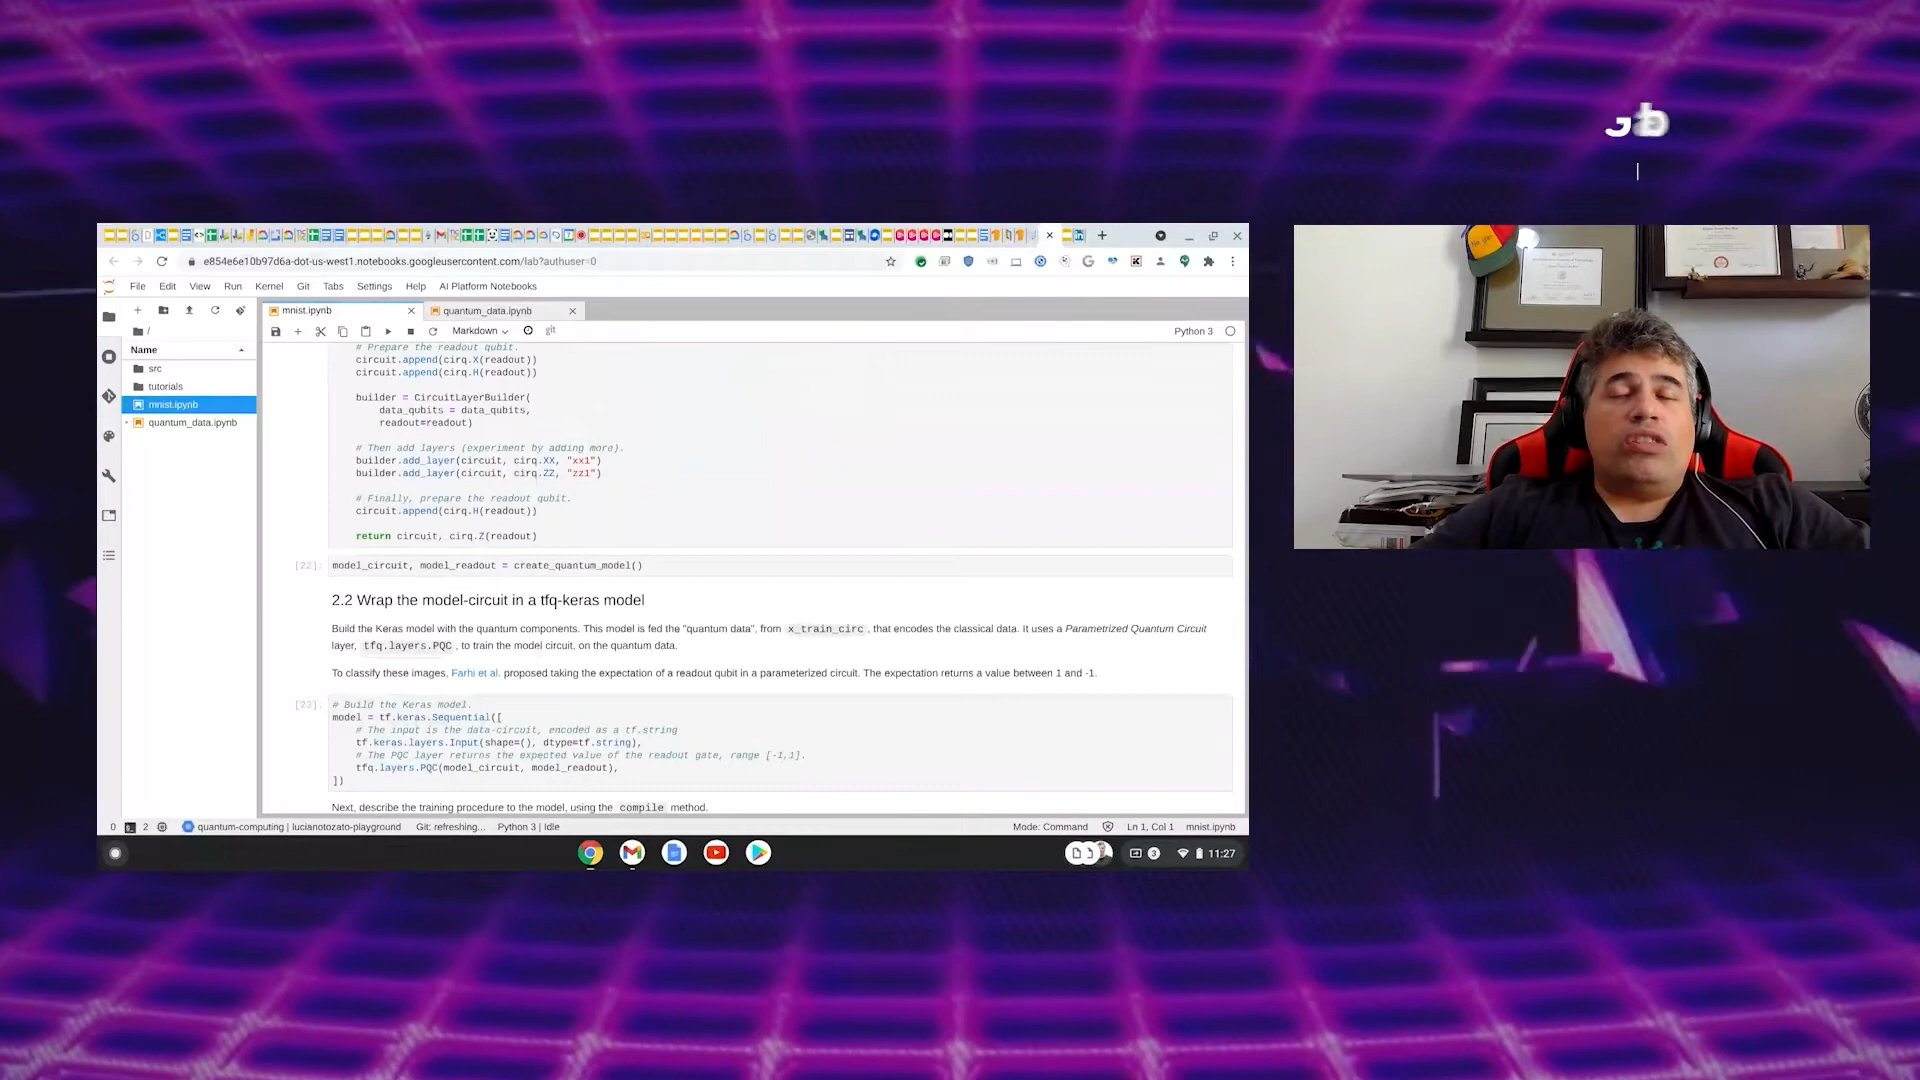 e854e6e10b97d6a-dot-us-west1.notebooks.googleusercontent.com/lab?authuser=0
File Edit View Run Kernel Git Tabs Settings Help AI Platform Notebooks
mnist.ipynb
quantum_data.ipynb
Markdown
git
Python 3
/
Name
src
tutorials
mnist.ipynb
quantum_data.ipynb
# Prepare the readout qubit.
circuit.append(cirq.X(readout))
circuit.append(cirq.H(readout))
builder = CircuitLayerBuilder(
data_qubits = data_qubits,
readout=readout)
# Then add layers (experiment by adding more).
builder.add_layer(circuit, cirq.XX, "xx1")
builder.add_layer(circuit, cirq.ZZ, "zz1")
# Finally, prepare the readout qubit.
circuit.append(cirq.H(readout))
return circuit, cirq.Z(readout)
[22]: model_circuit, model_readout = create_quantum_model()
2.2 Wrap the model-circuit in a tfq-keras model
Build the Keras model with the quantum components. This model is fed the "quantum data", from x_train_circ, that encodes the classical data. It uses a Parametrized Quantum Circuit
layer, tfq.layers.PQC, to train the model circuit, on the quantum data.
To classify these images, Farhi et al. proposed taking the expectation of a readout qubit in a parameterized circuit. The expectation returns a value between 1 and -1.
[23]: # Build the Keras model.
model = tf.keras.Sequential([
# The input is the data-circuit, encoded as a tf.string
tf.keras.layers.Input(shape=(), dtype=tf.string),
# The PQC layer returns the expected value of the readout gate, range [-1,1].
tfq.layers.PQC(model_circuit, model_readout),
])
Next, describe the training procedure to the model, using the compile method.
0 2 quantum-computing | lucianotozato-playground Git: refreshing... Python 3 | Idle Mode: Command Ln 1, Col 1 mnist.ipynb
3 11:27